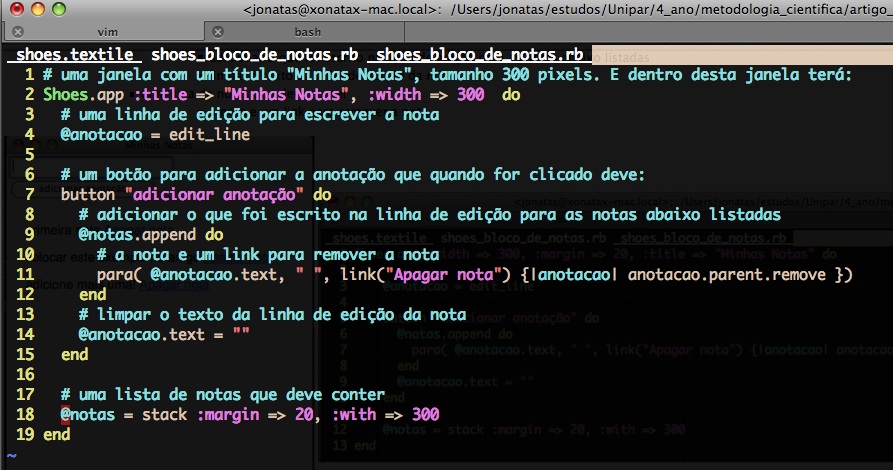 <jonatas@xonatax-mac.local>: /Users/jonatas/estudos/Unipar/4_ano/metodologia_cientifica/artigo_
vim bash
shoes.textile shoes_bloco_de_notas.rb shoes_bloco_de_notas.rb
1 # uma janela com um título "Minhas Notas", tamanho 300 pixels. E dentro desta janela terá:
2 Shoes.app :title => "Minhas Notas", :width => 300 do
3 # uma linha de edição para escrever a nota
4 @anotacao = edit_line
5
6 # um botão para adicionar a anotação que quando for clicado deve:
7 button "adicionar anotação" do
8 # adicionar o que foi escrito na linha de edição para as notas abaixo listadas
9 @notas.append do
10 # a nota e um link para remover a nota
11 para( @anotacao.text, " ", link("Apagar nota") {|anotacao| anotacao.parent.remove })
12 end
13 # limpar o texto da linha de edição da nota
14 @anotacao.text = ""
15 end
16
17 # uma lista de notas que deve conter
18 @notas = stack :margin => 20, :with => 300
19 end
~